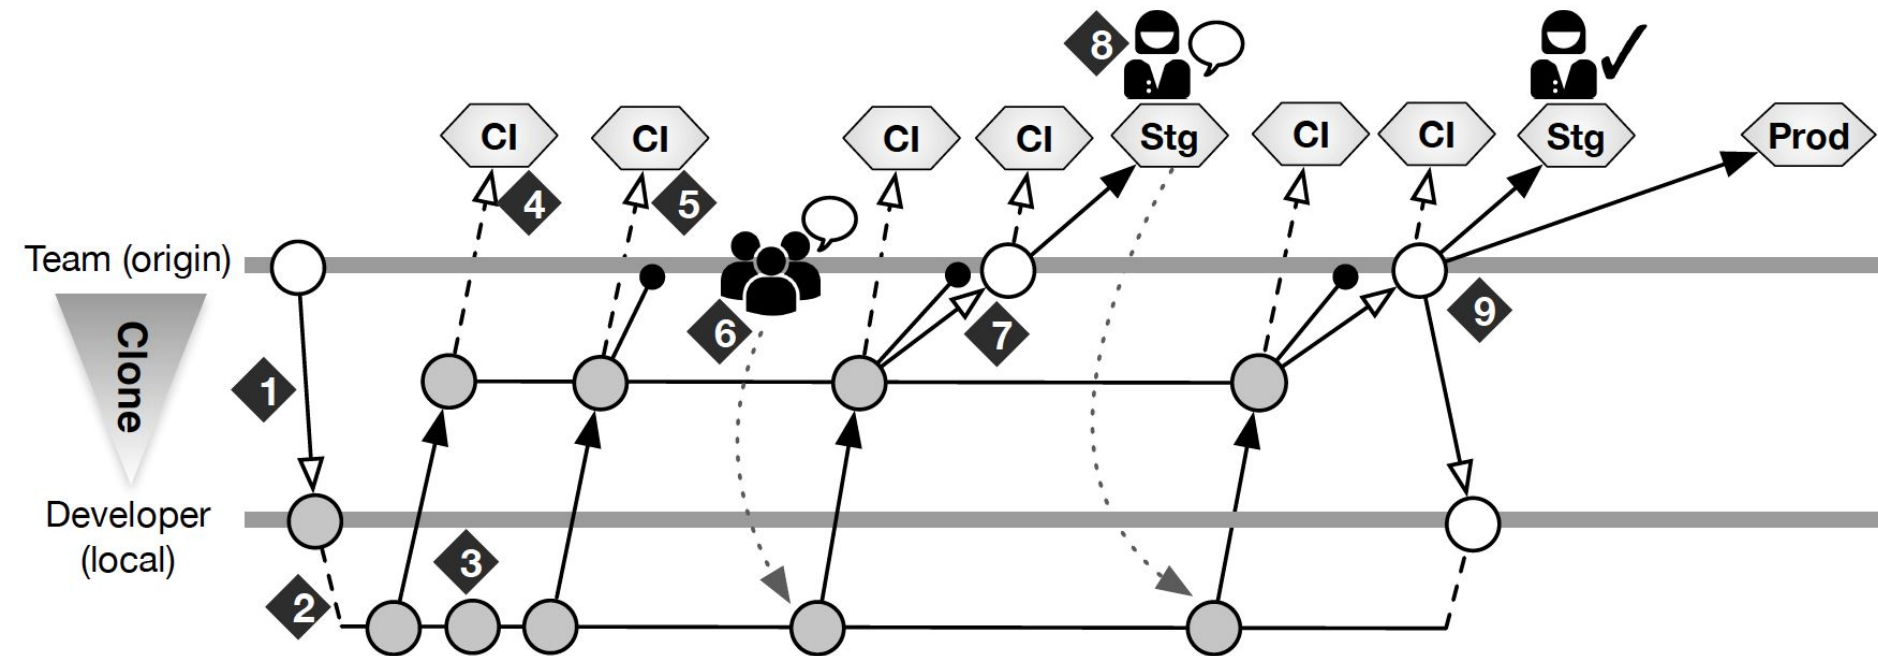 8
CI
CI
CI
CI
Stg
CI
CI
Stg
Prod
4
5
Team (origin)
6
7
9
Clone
1
Developer
(local)
3
2